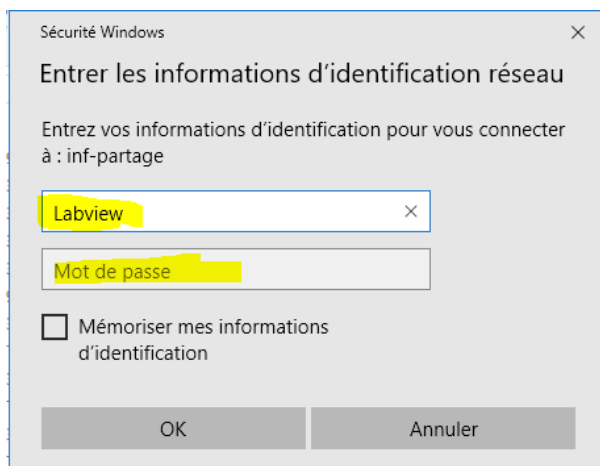 Sécurité Windows
Entrer les informations d'identification réseau
Entrez vos informations d'identification pour vous connecter
à : inf-partage
Labview
Mot de passe
Mémoriser mes informations
d'identification
OK
Annuler